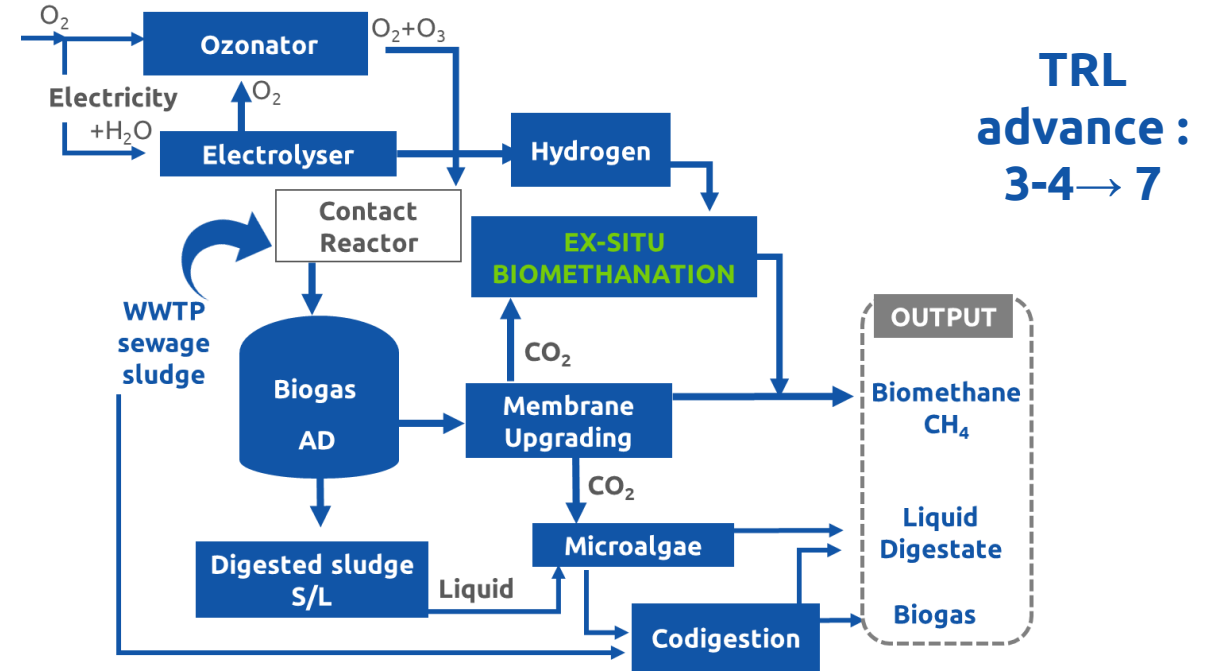 O₂
Ozonator
O₂+O₃
TRL
advance :
3-4→ 7
Electricity
O₂
+H₂O
Electrolyser
Hydrogen
Contact
Reactor
EX-SITU
BIOMETHANATION
WWTP
sewage
sludge
OUTPUT
CO₂
Biogas
AD
Membrane
Upgrading
Biomethane
CH₄
CO₂
Liquid
Digestate
Microalgae
Digested sludge
S/L
Liquid
Biogas
Codigestion